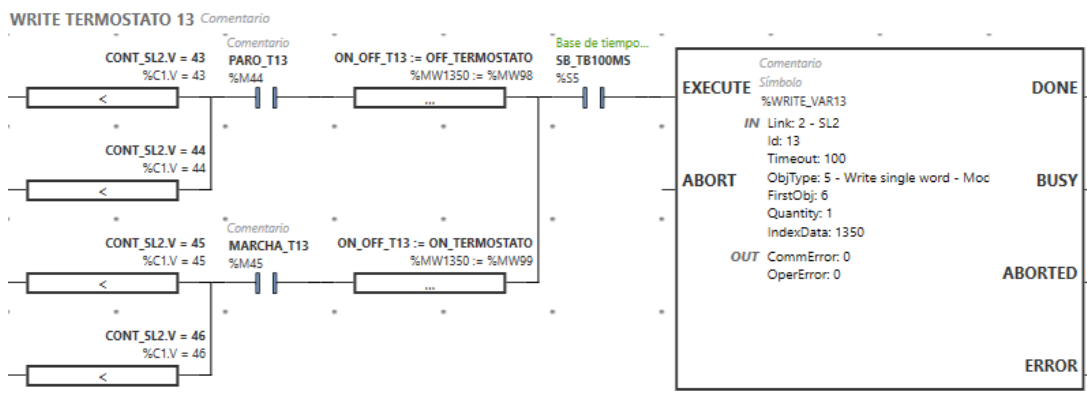 WRITE TERMOSTATO 13 Comentario
CONT_SL2.V = 43
%C1.V = 43
<
Comentario
PARO_T13
%M44
ON_OFF_T13 := OFF_TERMOSTATO
%MW1350 := %MW98
...
Base de tiempo...
SB_TB100MS
%S5
CONT_SL2.V = 44
%C1.V = 44
<
CONT_SL2.V = 45
%C1.V = 45
<
Comentario
MARCHA_T13
%M45
ON_OFF_T13 := ON_TERMOSTATO
%MW1350 := %MW99
...
CONT_SL2.V = 46
%C1.V = 46
<
Comentario
Símbolo
%WRITE_VAR13
EXECUTE
DONE
IN Link: 2 - SL2
Id: 13
Timeout: 100
ABORT
ObjType: 5 - Write single word - Moc
BUSY
FirstObj: 6
Quantity: 1
IndexData: 1350
OUT CommError: 0
OperError: 0
ABORTED
ERROR